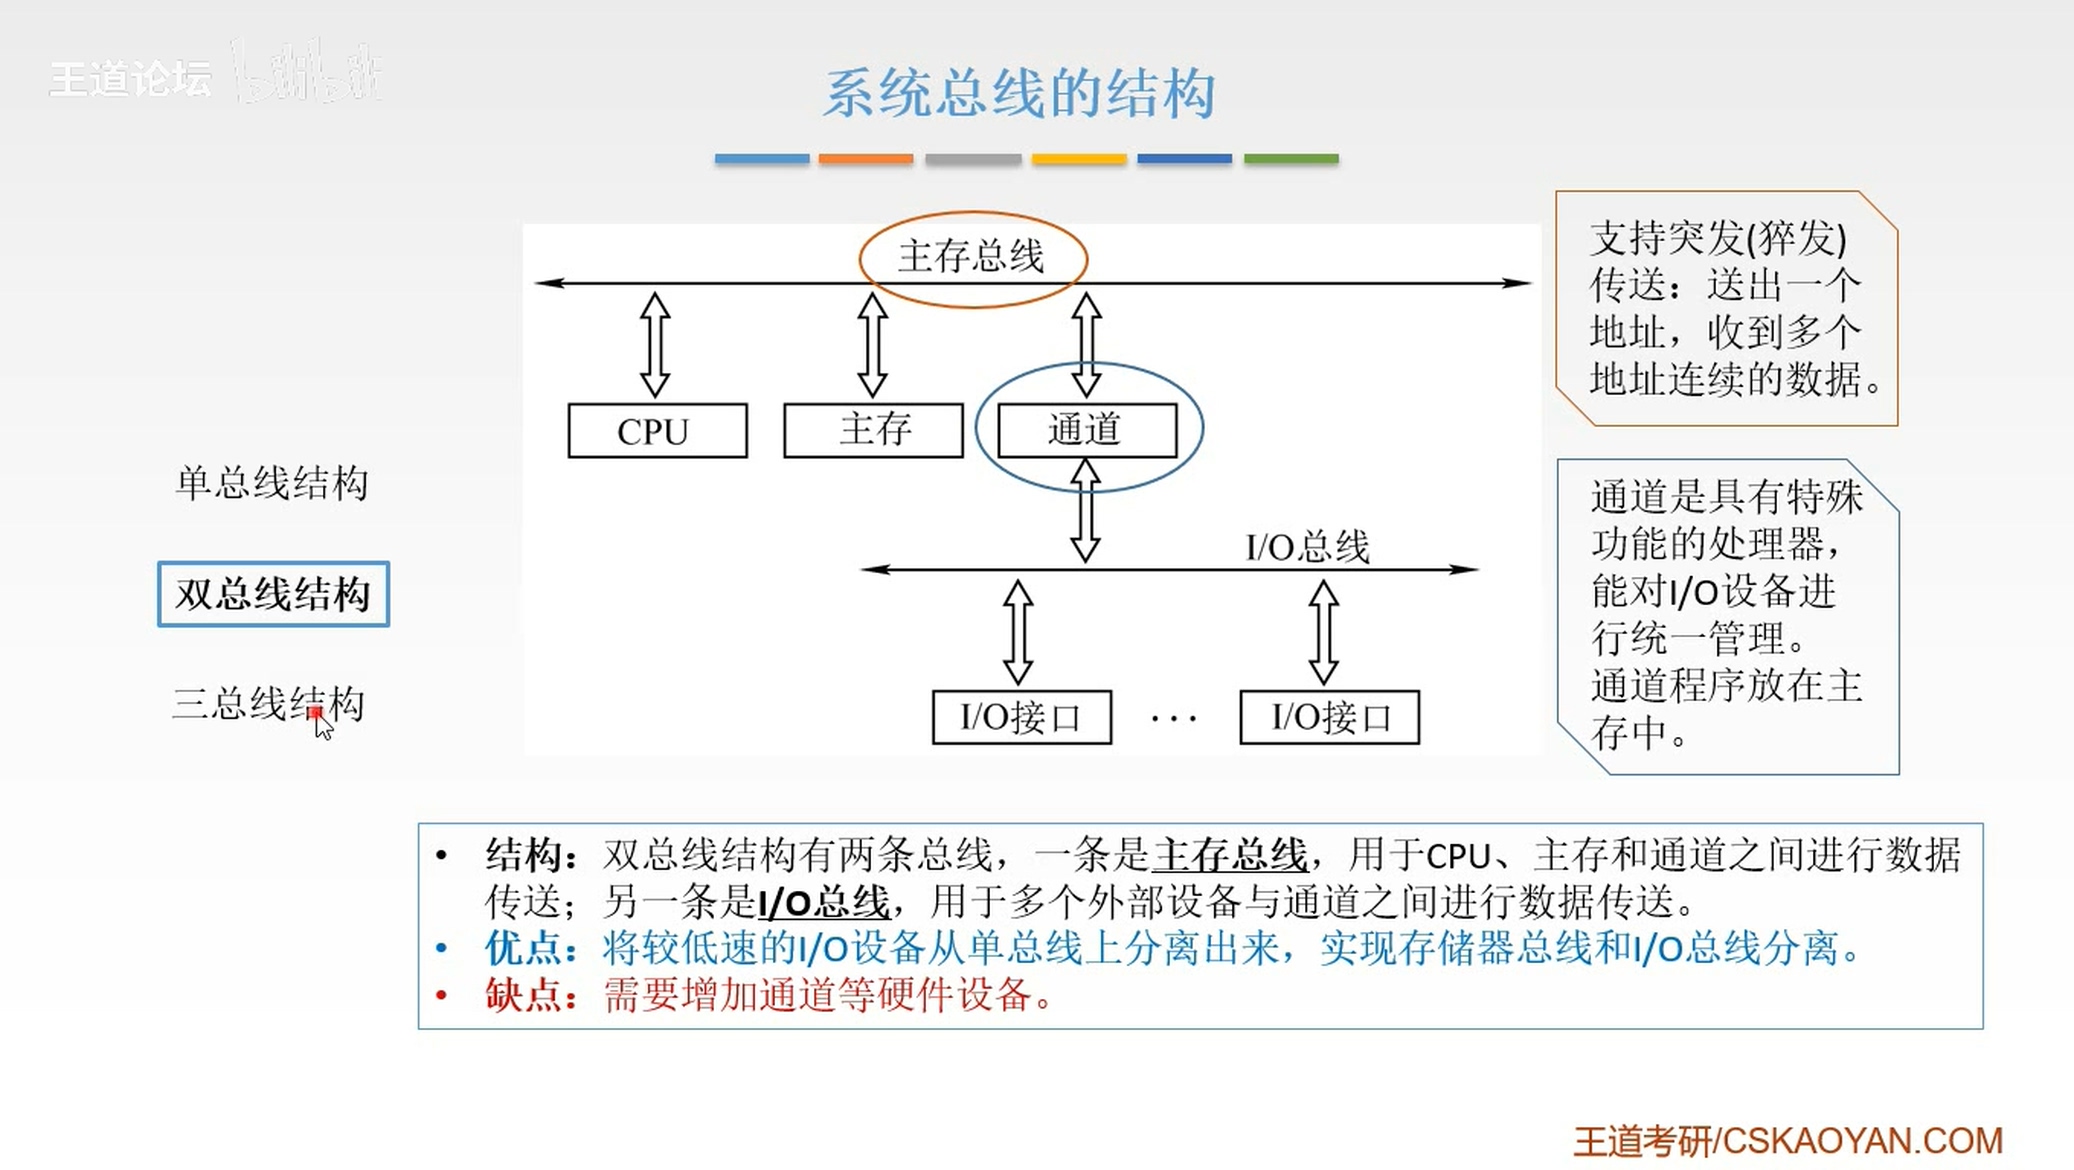 王道论坛 bilibili
系统总线的结构
主存总线
CPU
主存
通道
I/O总线
I/O接口
...
I/O接口
支持突发(猝发)
传送：送出一个
地址，收到多个
地址连续的数据。
通道是具有特殊
功能的处理器，
能对I/O设备进
行统一管理。
通道程序放在主
存中。
单总线结构
双总线结构
三总线结构
• 结构：双总线结构有两条总线，一条是主存总线，用于CPU、主存和通道之间进行数据
传送；另一条是I/O总线，用于多个外部设备与通道之间进行数据传送。
• 优点：将较低速的I/O设备从单总线上分离出来，实现存储器总线和I/O总线分离。
• 缺点：需要增加通道等硬件设备。
王道考研/CSKAOYAN.COM